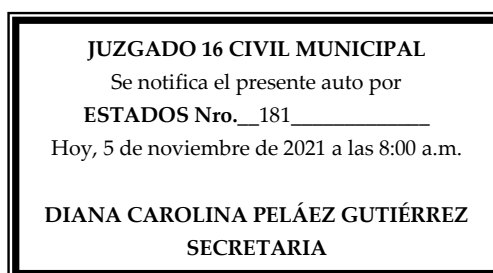 JUZGADO 16 CIVIL MUNICIPAL
Se notifica el presente auto por
ESTADOS Nro.__181_____________
Hoy, 5 de noviembre de 2021 a las 8:00 a.m.
DIANA CAROLINA PELÁEZ GUTIÉRREZ
SECRETARIA